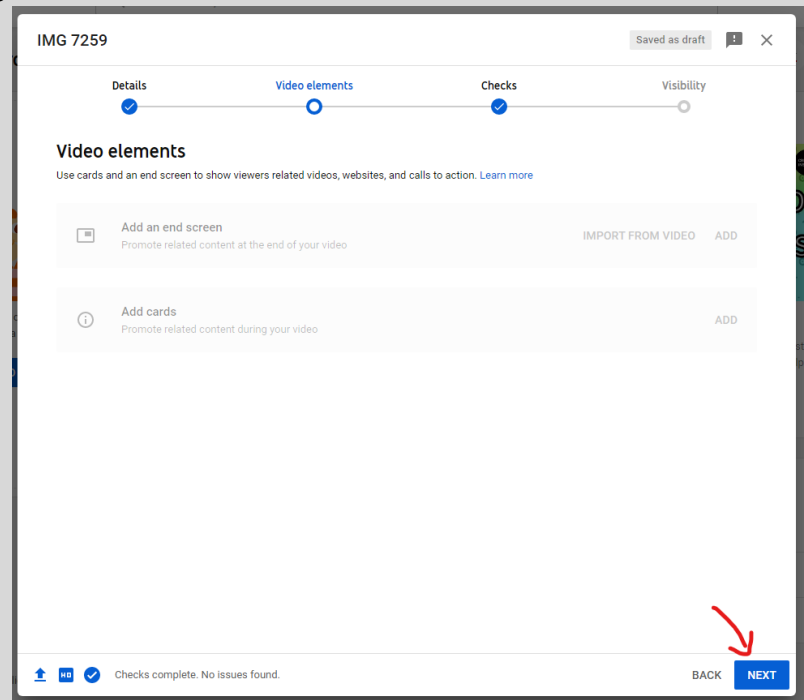 IMG 7259
Saved as draft
Details
Video elements
Checks
Visibility
Video elements
Use cards and an end screen to show viewers related videos, websites, and calls to action. Learn more
Add an end screen
Promote related content at the end of your video
IMPORT FROM VIDEO ADD
Add cards
Promote related content during your video
ADD
HD
Checks complete. No issues found.
BACK NEXT